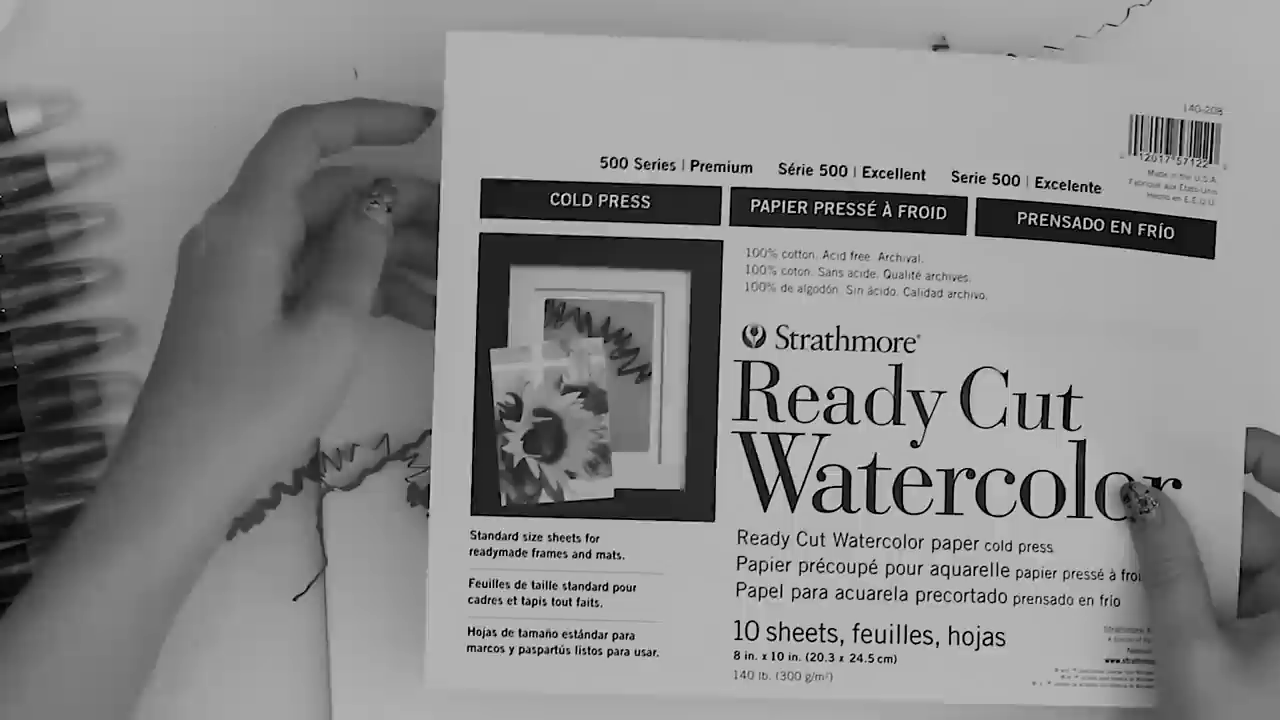 140-208
12017 57122
Made in the U.S.A.
Fabriqué aux États-Unis
Hecho en E.E.U.U.
500 Series | Premium Série 500 | Excellent Serie 500 | Excelente
COLD PRESS PAPIER PRESSÉ À FROID PRENSADO EN FRÍO
100% cotton. Acid free. Archival.
100% coton. Sans acide. Qualité archives.
100% de algodón. Sin ácido. Calidad archivo.
Strathmore®
Ready Cut
Watercolor
Ready Cut Watercolor paper cold press
Papier précoupé pour aquarelle papier pressé à froi
Papel para acuarela precortado prensado en frío
10 sheets, feuilles, hojas
8 in. x 10 in. (20.3 x 24.5 cm)
140 lb. (300 g/m²)
Standard size sheets for
readymade frames and mats.
Feuilles de taille standard pour
cadres et tapis tout faits.
Hojas de tamaño estándar para
marcos y paspartús listos para usar.
Strathmore
www.strathmo